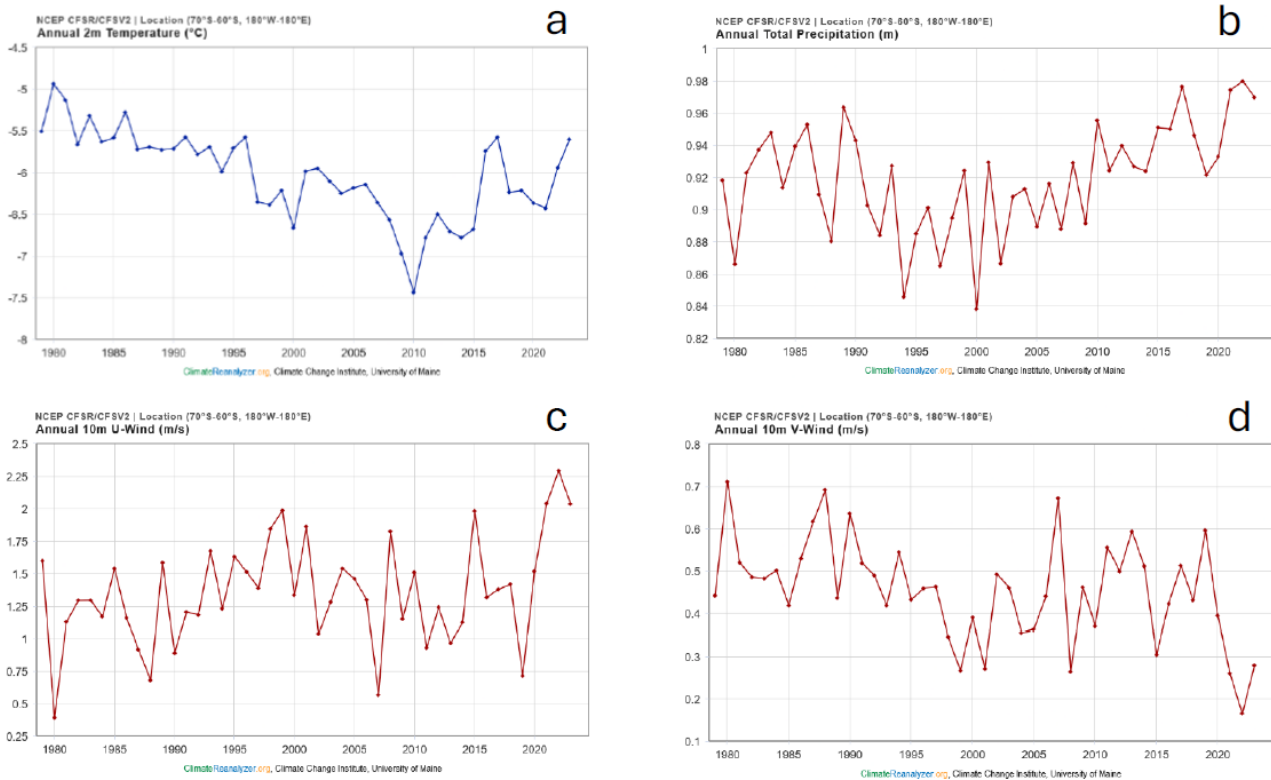 NCEP CFSR/CFSV2 | Location (70°S-60°S, 180°W-180°E)
Annual 2m Temperature (°C)
a
-4.5
-5
-5.5
-6
-6.5
-7
-7.5
-8
1980 1985 1990 1995 2000 2005 2010 2015 2020
ClimateReanalyzer.org, Climate Change Institute, University of Maine
NCEP CFSR/CFSV2 | Location (70°S-60°S, 180°W-180°E)
Annual Total Precipitation (m)
b
1
0.98
0.96
0.94
0.92
0.9
0.88
0.86
0.84
0.82
1980 1985 1990 1995 2000 2005 2010 2015 2020
ClimateReanalyzer.org, Climate Change Institute, University of Maine
NCEP CFSR/CFSV2 | Location (70°S-60°S, 180°W-180°E)
Annual 10m U-Wind (m/s)
c
2.5
2.25
2
1.75
1.5
1.25
1
0.75
0.5
0.25
1980 1985 1990 1995 2000 2005 2010 2015 2020
ClimateReanalyzer.org, Climate Change Institute, University of Maine
NCEP CFSR/CFSV2 | Location (70°S-60°S, 180°W-180°E)
Annual 10m V-Wind (m/s)
d
0.8
0.7
0.6
0.5
0.4
0.3
0.2
0.1
1980 1985 1990 1995 2000 2005 2010 2015 2020
ClimateReanalyzer.org, Climate Change Institute, University of Maine